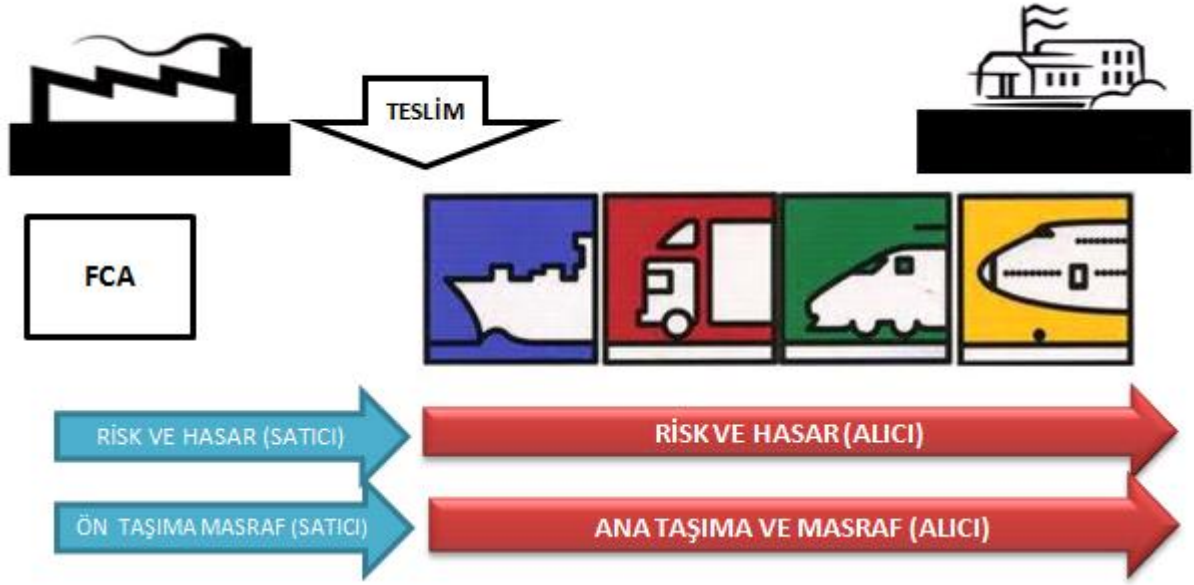 TESLİM
FCA
RİSK VE HASAR (SATICI)
RİSK VE HASAR (ALICI)
ÖN TAŞIMA MASRAF (SATICI)
ANA TAŞIMA VE MASRAF (ALICI)